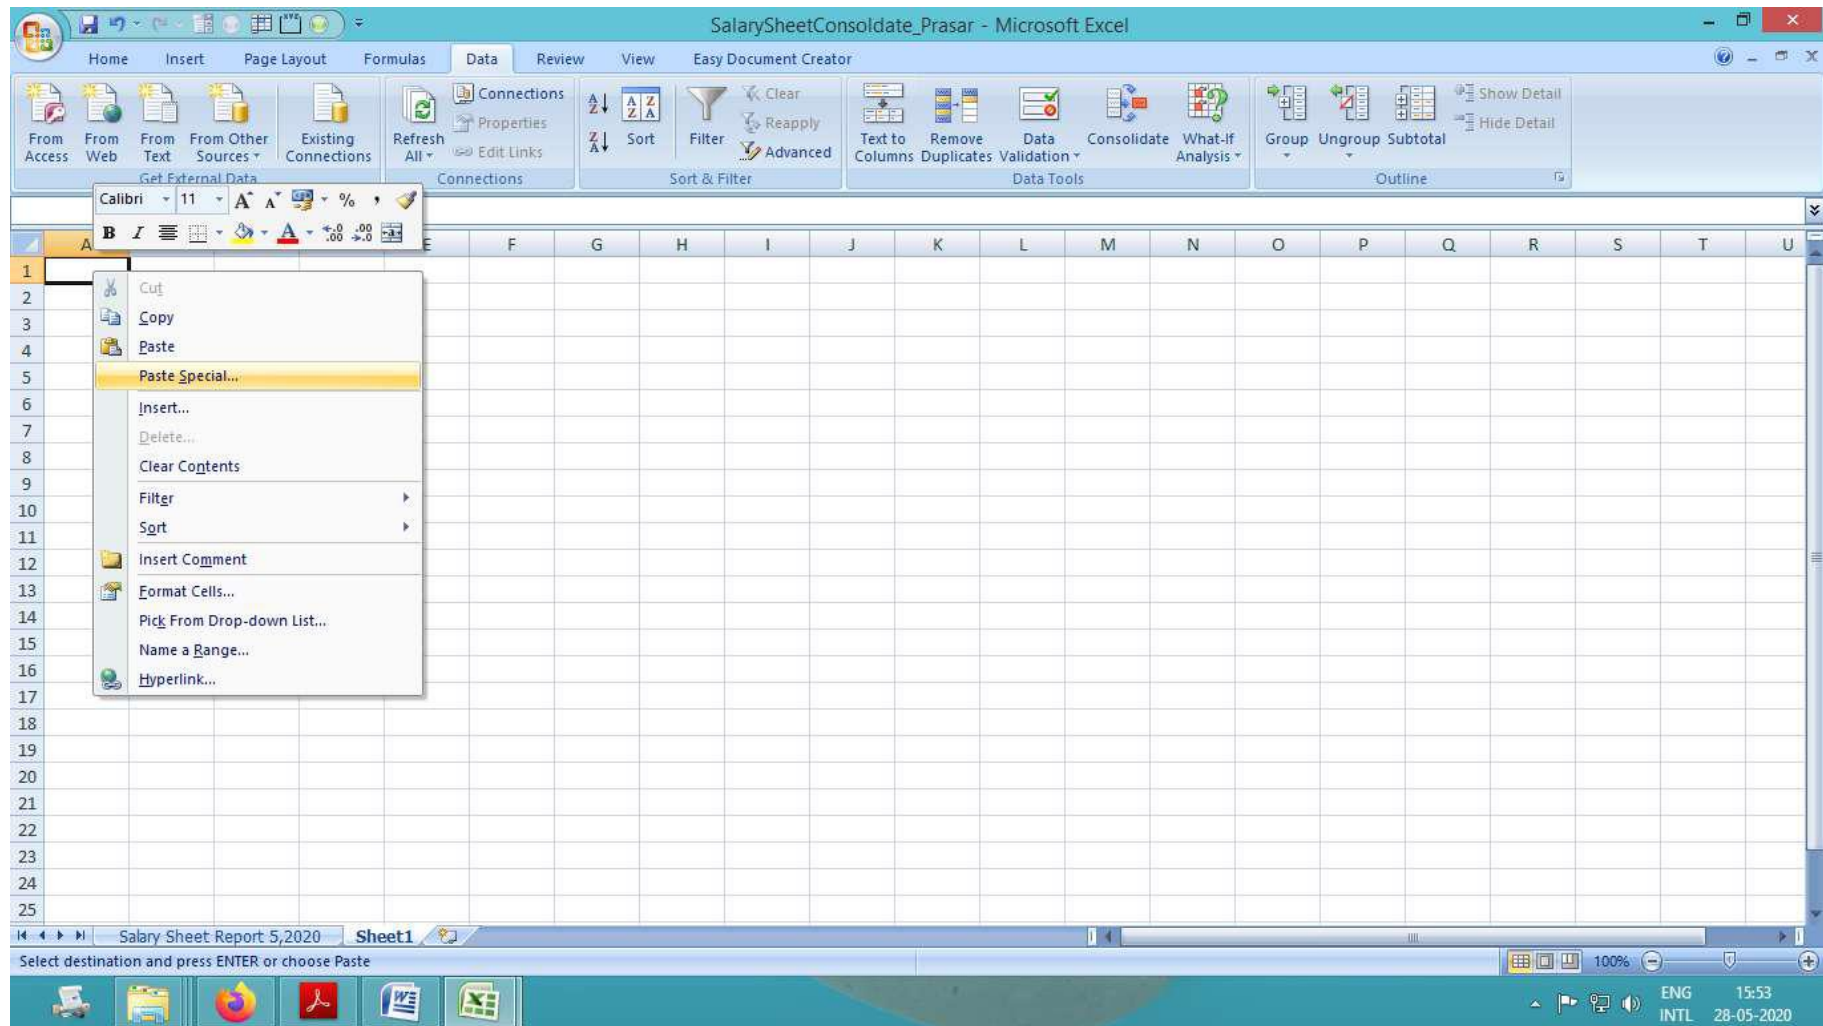 SalarySheetConsoldate_Prasar - Microsoft Excel
Home Insert Page Layout Formulas Data Review View Easy Document Creator
From Access
From Web
From Text
From Other Sources
Existing Connections
Get External Data
Refresh All
Connections
Properties
Edit Links
Connections
A Z
Z A
A Z
Z A
Sort
Filter
Clear
Reapply
Advanced
Sort & Filter
Text to Columns
Remove Duplicates
Data Validation
Consolidate
What-If Analysis
Data Tools
Group
Ungroup
Subtotal
Show Detail
Hide Detail
Outline
Calibri 11 A A % ,
B I A .0 .00 .00 .0 a
A E F G H I J K L M N O P Q R S T U
1
2
3
4
5
6
7
8
9
10
11
12
13
14
15
16
17
18
19
20
21
22
23
24
25
Cut
Copy
Paste
Paste Special...
Insert...
Delete...
Clear Contents
Filter
Sort
Insert Comment
Format Cells...
Pick From Drop-down List...
Name a Range...
Hyperlink...
Salary Sheet Report 5,2020 Sheet1
Select destination and press ENTER or choose Paste
100%
ENG 15:53
INTL 28-05-2020